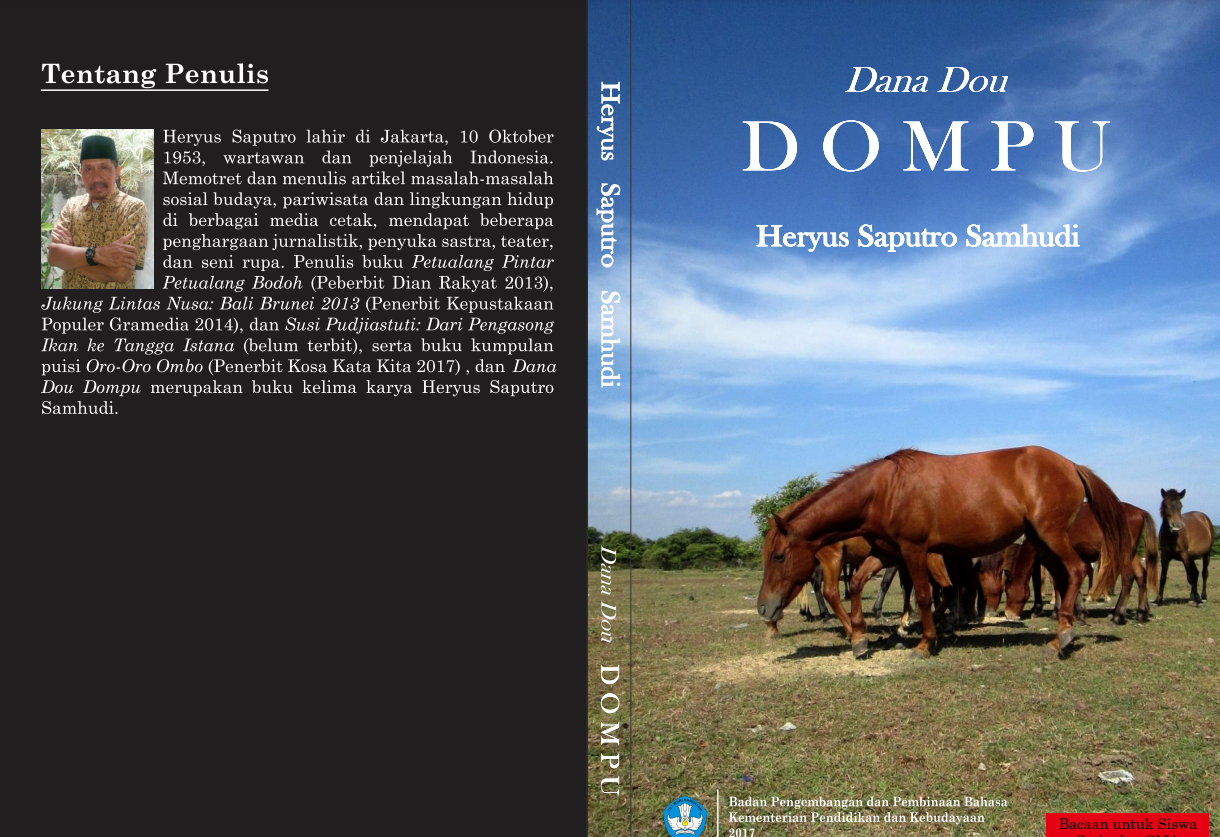 Tentang Penulis
Heryus Saputro lahir di Jakarta, 10 Oktober
1953, wartawan dan penjelajah Indonesia.
Memotret dan menulis artikel masalah-masalah
sosial budaya, pariwisata dan lingkungan hidup
di berbagai media cetak, mendapat beberapa
penghargaan jurnalistik, penyuka sastra, teater,
dan seni rupa. Penulis buku Petualang Pintar
Petualang Bodoh (Peberbit Dian Rakyat 2013),
Jukung Lintas Nusa: Bali Brunei 2013 (Penerbit Kepustakaan
Populer Gramedia 2014), dan Susi Pudjiastuti: Dari Pengasong
Ikan ke Tangga Istana (belum terbit), serta buku kumpulan
puisi Oro-Oro Ombo (Penerbit Kosa Kata Kita 2017) , dan Dana
Dou Dompu merupakan buku kelima karya Heryus Saputro
Samhudi.
Heryus Saputro Samhudi
Dana Dou DOMPU
Dana Dou
DOMPU
Heryus Saputro Samhudi
Badan Pengembangan dan Pembinaan Bahasa
Kementerian Pendidikan dan Kebudayaan
2017
Bacaan untuk Siswa